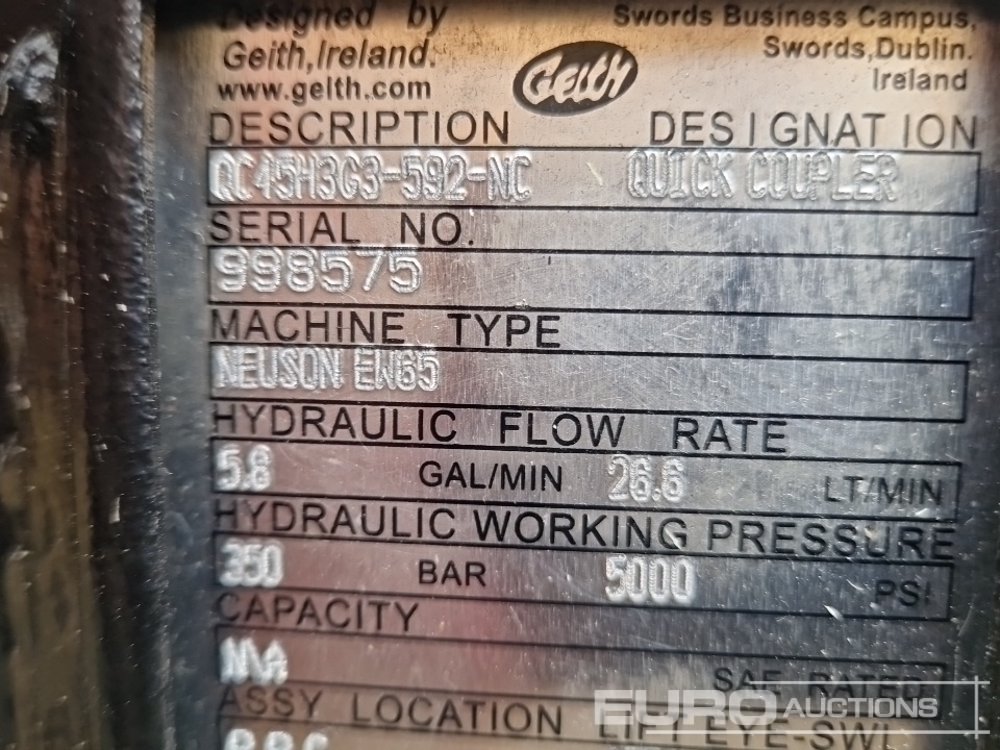 Designed by
Geith, Ireland.
www.geith.com
GEITH
Swords Business Campus,
Swords, Dublin.
Ireland
DESCRIPTION DESIGNATION
QC45H3G3-592-NC QUICK COUPLER
SERIAL NO.
998575
MACHINE TYPE
NEUSON EW65
HYDRAULIC FLOW RATE
5.8 GAL/MIN 26.6 LT/MIN
HYDRAULIC WORKING PRESSURE
350 BAR 5000 PSI
CAPACITY
N\A SAE RATED
ASSY LOCATION LIFT EYE-SWL
EURO AUCTIONS